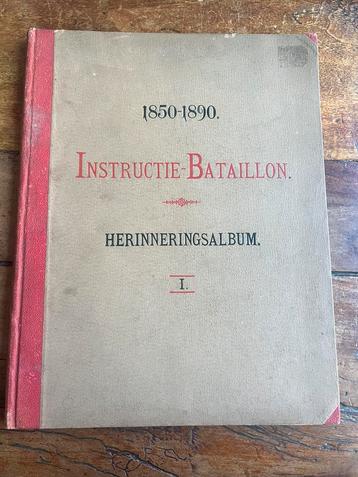 1850-1890.
INSTRUCTIE-BATAILLON.
HERINNERINGSALBUM.
I.